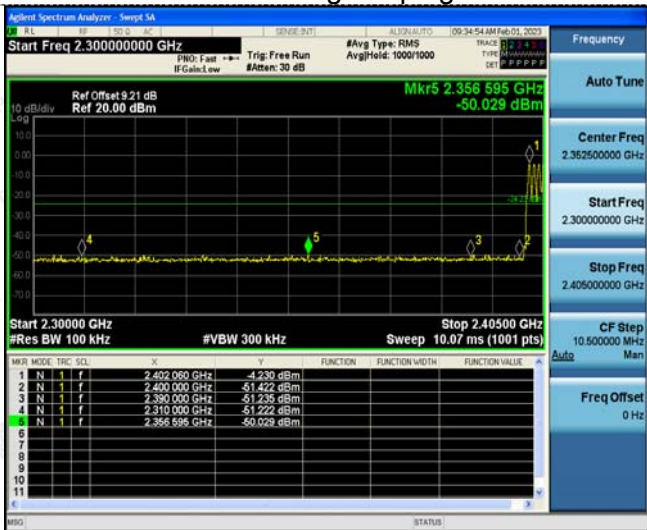 Agilent Spectrum Analyzer - Swept SA
RL RF 50 Ω AC SENSE:INT ALIGNAUTO 09:34:54 AM Feb 01, 2023
Start Freq 2.300000000 GHz
PNO: Fast
IFGain:Low
Trig: Free Run
#Atten: 30 dB
#Avg Type: RMS
Avg|Hold: 1000/1000
TRACE 1 2 3 4 5 6
TYPE
DET P P P P P P
Ref Offset 9.21 dB
Ref 20.00 dBm
10 dB/div
Log
Mkr5 2.356 595 GHz
-50.029 dBm
10.0
0.00
-10.0
-20.0
-30.0
-40.0
-50.0
-60.0
-70.0
1
4
5
3
2
Start 2.30000 GHz
#Res BW 100 kHz
#VBW 300 kHz
Stop 2.40500 GHz
Sweep 10.07 ms (1001 pts)
MKR MODE TRC SCL X Y FUNCTION FUNCTION WIDTH FUNCTION VALUE
1 N 1 f 2.402 060 GHz -4.230 dBm
2 N 1 f 2.400 000 GHz -51.422 dBm
3 N 1 f 2.390 000 GHz -51.235 dBm
4 N 1 f 2.310 000 GHz -51.222 dBm
5 N 1 f 2.356 595 GHz -50.029 dBm
6
7
8
9
10
11
MSG STATUS
Frequency
Auto Tune
Center Freq
2.352500000 GHz
Start Freq
2.300000000 GHz
Stop Freq
2.405000000 GHz
CF Step
10.500000 MHz
Auto Man
Freq Offset
0 Hz